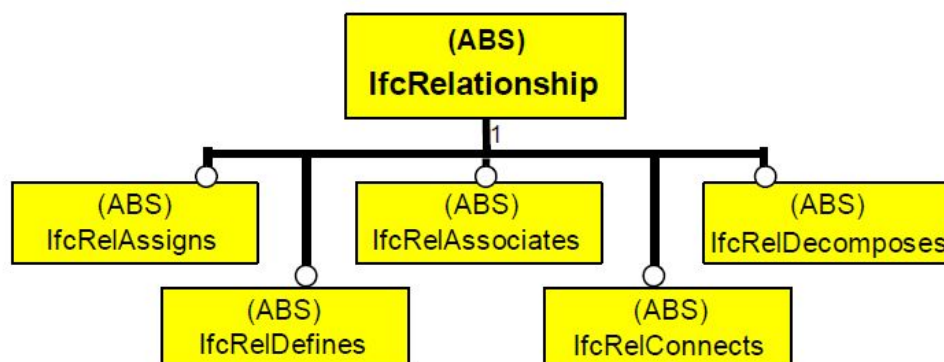 (ABS)
IfcRelationship
1
(ABS)
IfcRelAssigns
(ABS)
IfcRelAssociates
(ABS)
IfcRelDecomposes
(ABS)
IfcRelDefines
(ABS)
IfcRelConnects